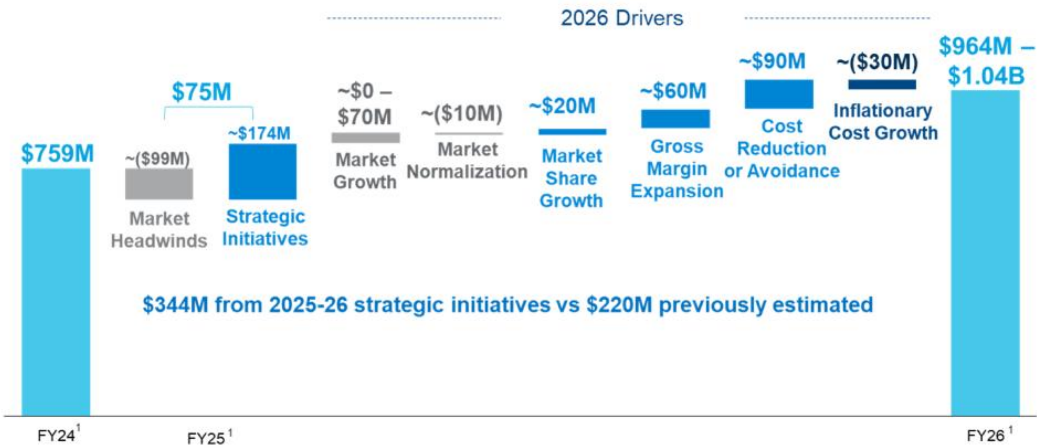 2026 Drivers
$759M
$75M
~($99M)
Market
Headwinds
~$174M
Strategic
Initiatives
~$0 –
$70M
Market
Growth
~($10M)
Market
Normalization
~$20M
Market
Share
Growth
~$60M
Gross
Margin
Expansion
~$90M
Cost
Reduction
or Avoidance
~($30M)
Inflationary
Cost Growth
$964M –
$1.04B
$344M from 2025-26 strategic initiatives vs $220M previously estimated
FY24¹
FY25¹
FY26¹